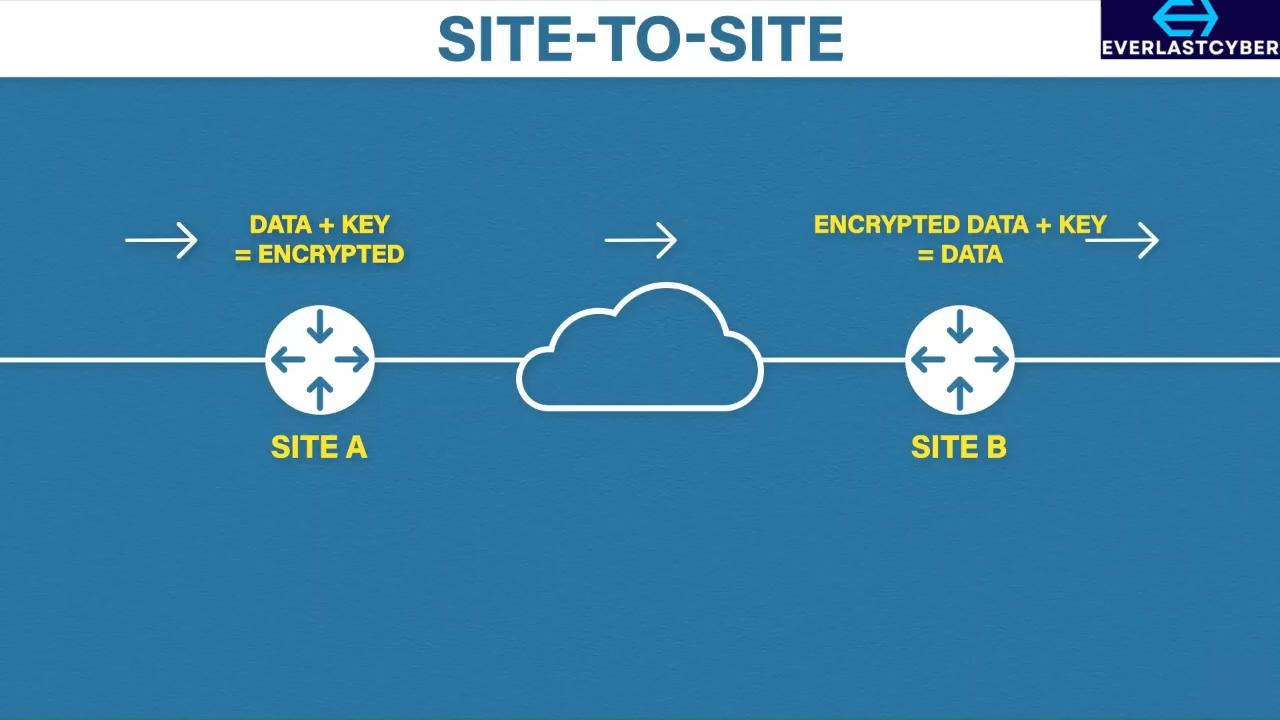 SITE-TO-SITE
EVERLASTCYBER
DATA + KEY
= ENCRYPTED
ENCRYPTED DATA + KEY
= DATA
SITE A
SITE B